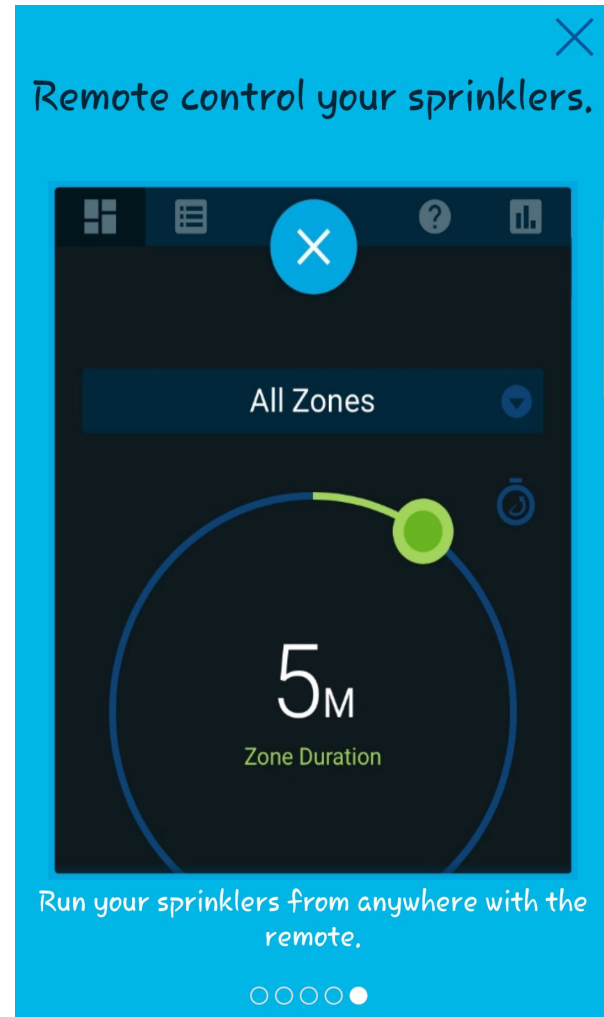 Remote control your sprinklers.
All Zones
5M
Zone Duration
Run your sprinklers from anywhere with the
remote.